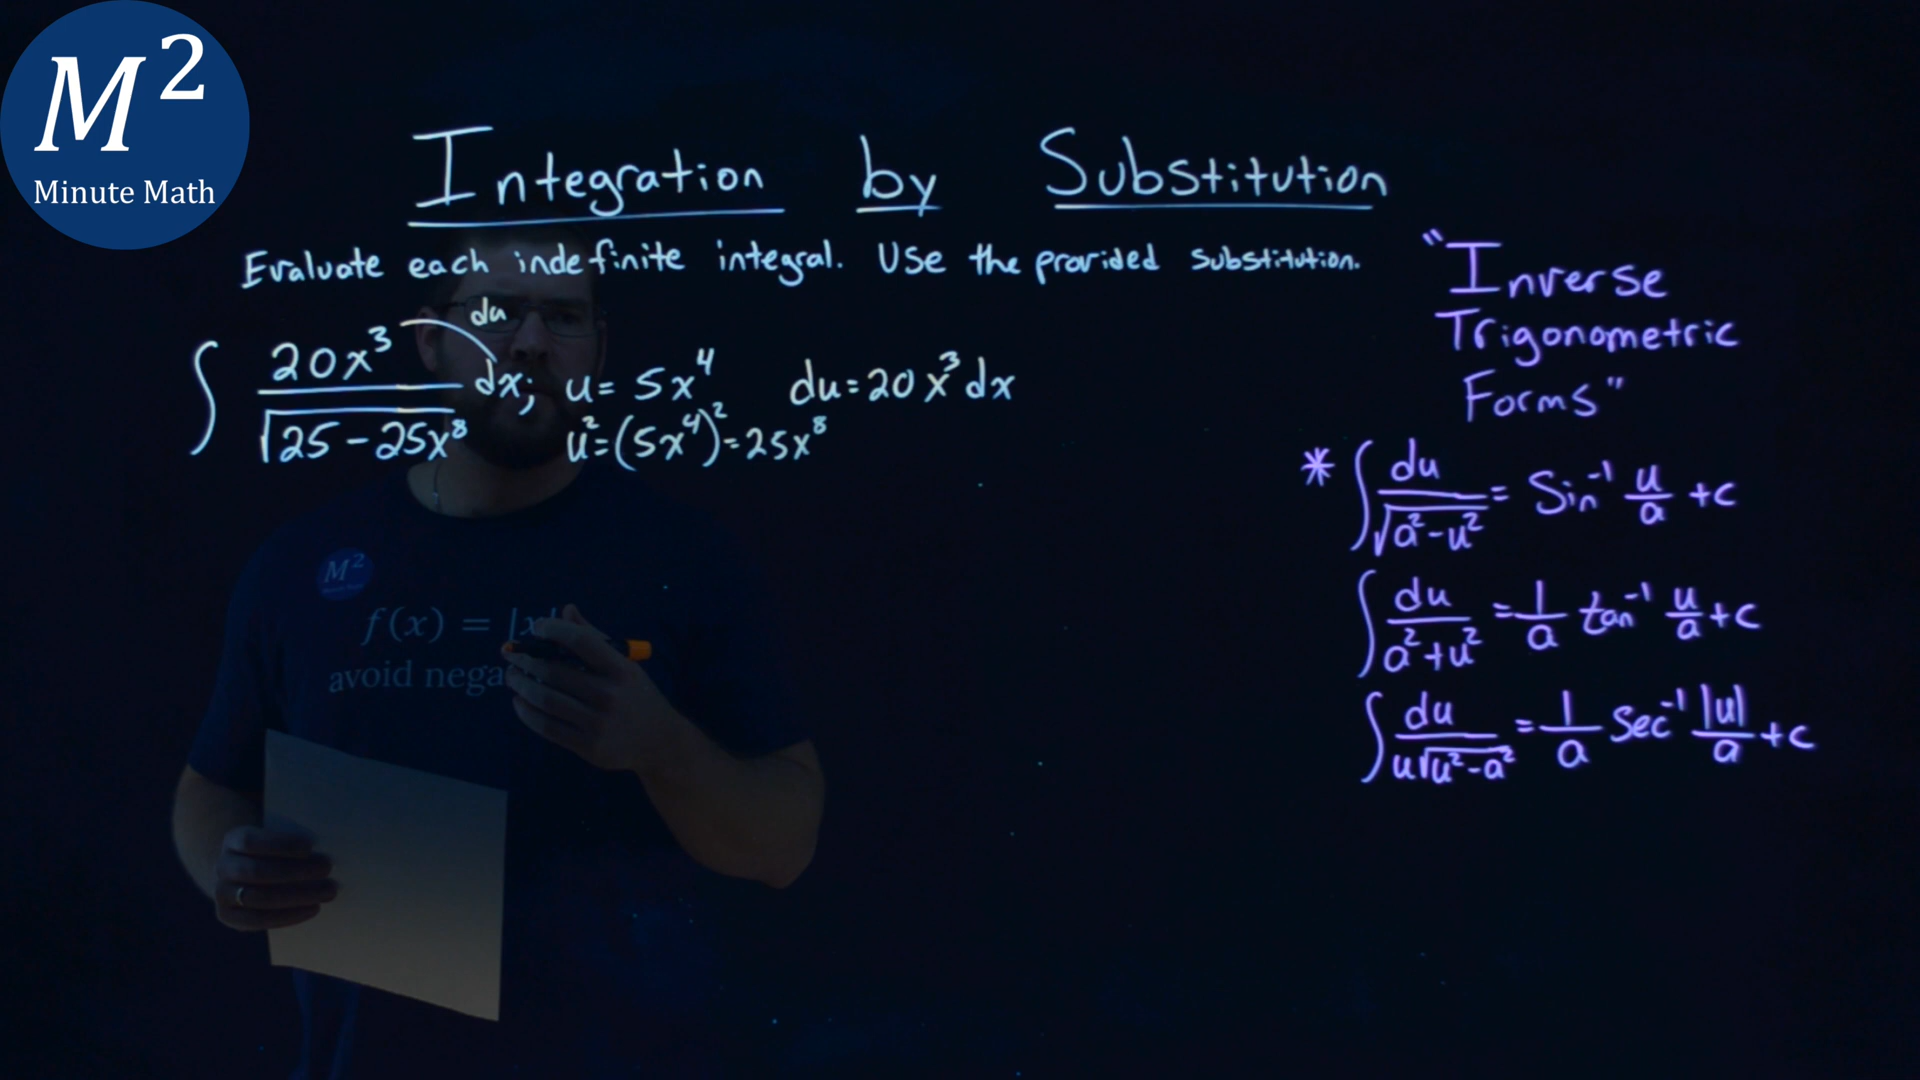 M²
Minute Math
Integration by Substitution
Evaluate each indefinite integral. Use the provided substitution.
∫ 20x³ / √(25-25x⁸) dx; du u= 5x⁴ du=20x³dx
u²=(5x⁴)²=25x⁸
"Inverse
Trigonometric
Forms"
* ∫ du/√(a²-u²) = Sin⁻¹ u/a +c
∫ du/(a²+u²) = 1/a tan⁻¹ u/a +c
∫ du/(u√(u²-a²)) = 1/a Sec⁻¹ |u|/a +c
M²
f(x) = |x|
avoid nega